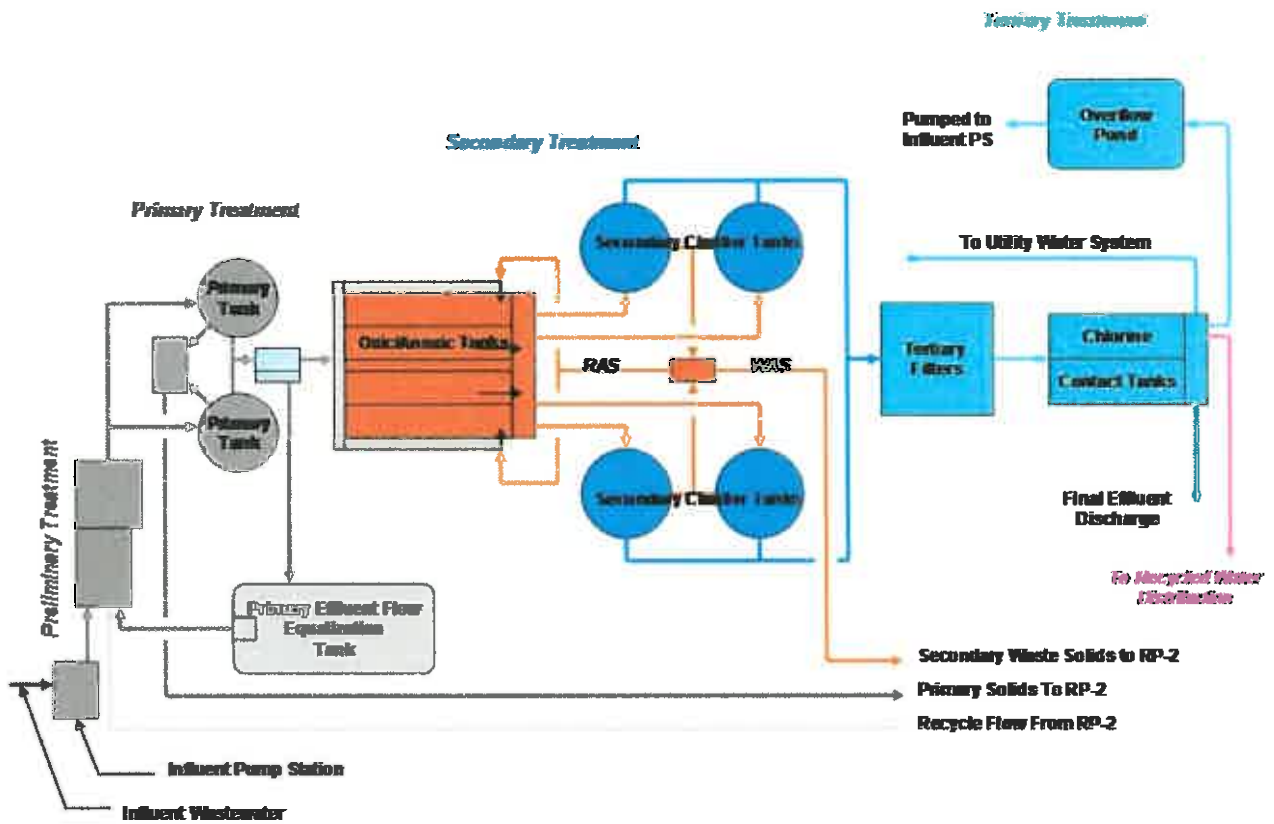 Tertiary Treatment
Overflow
Pond
Pumped to
Influent PS
Secondary Treatment
Primary Treatment
Secondary Clarifier Tanks
To Utility Water System
Primary
Tank
Tanks
Tertiary
Filters
Chlorine
Contact Tanks
RAS
WAS
Primary
Tank
Preliminary Treatment
Secondary Clarifier Tanks
Final Effluent
Discharge
To Recycled Water
Distribution
Primary Effluent Flow
Equalization
Tank
Secondary Waste Solids to RP-2
Primary Solids To RP-2
Recycle Flow From RP-2
Influent Pump Station
Influent Wastewater